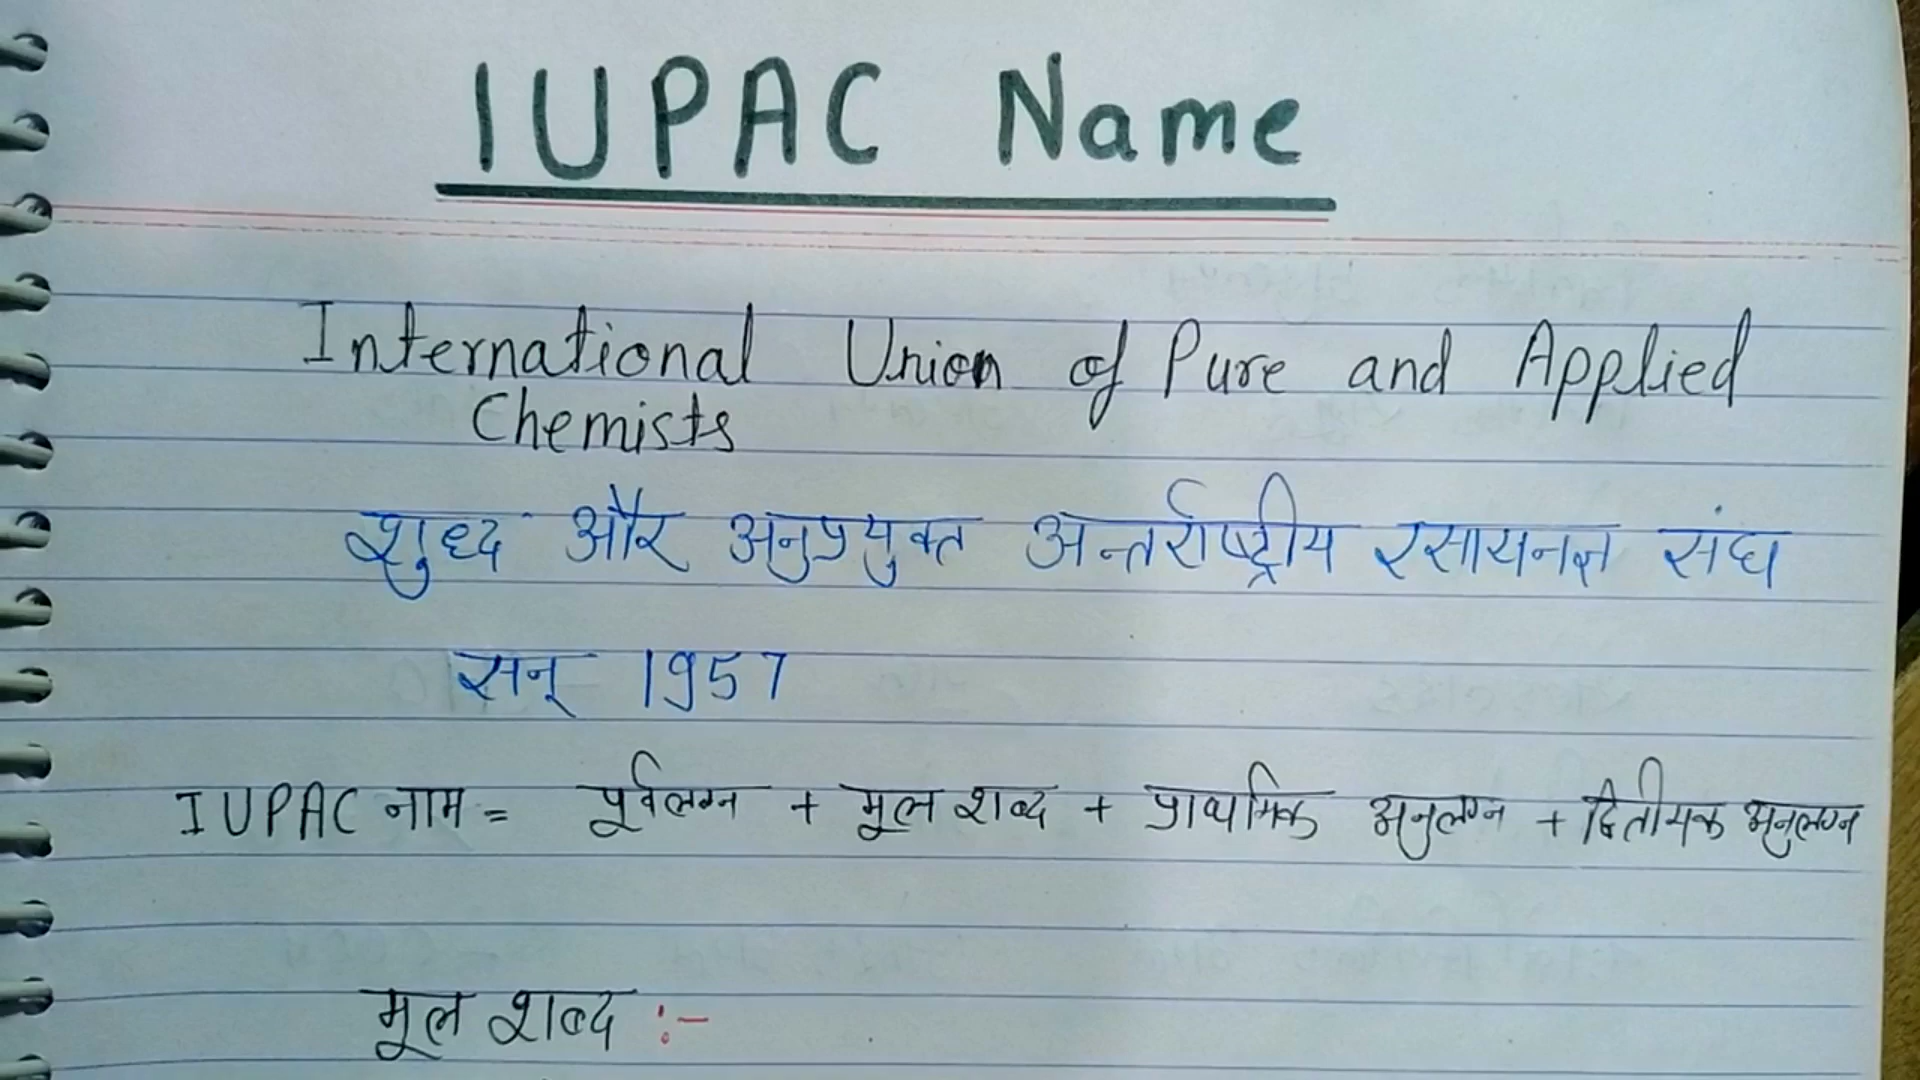 IUPAC Name
International Union of Pure and Applied
Chemists
शुध्द और अनुप्रयुक्त अन्तर्राष्ट्रीय रसायनज्ञ संघ
सन् 1957
IUPAC नाम = पूर्वलग्न + मूल शब्द + प्राथमिक अनुलग्न + द्वितीयक अनुलग्न
मूल शब्द :-